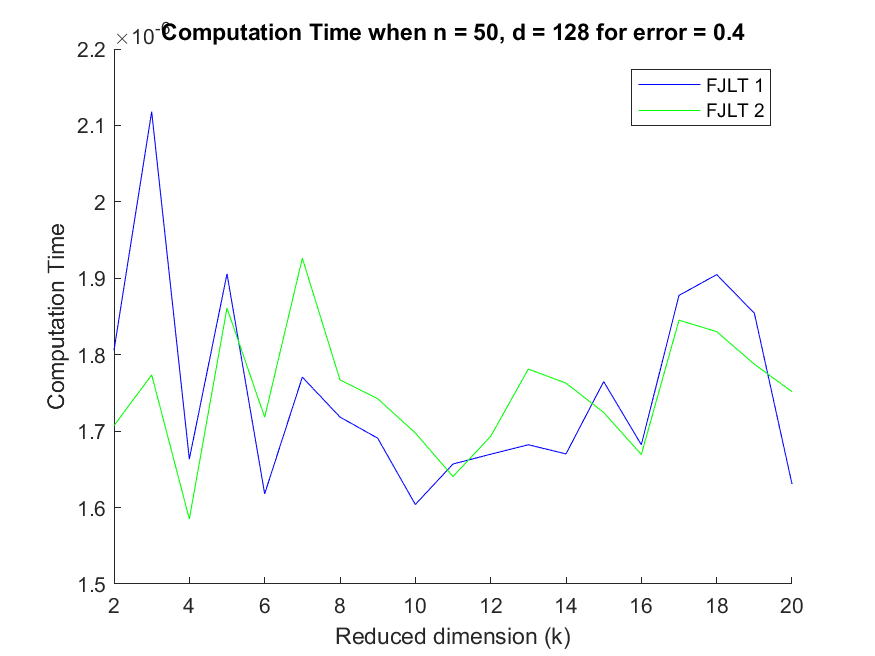 Computation Time when n = 50, d = 128 for error = 0.4
×10
2.2
2.1
2
1.9
1.8
1.7
1.6
1.5
Computation Time
FJLT 1
FJLT 2
2 4 6 8 10 12 14 16 18 20
Reduced dimension (k)